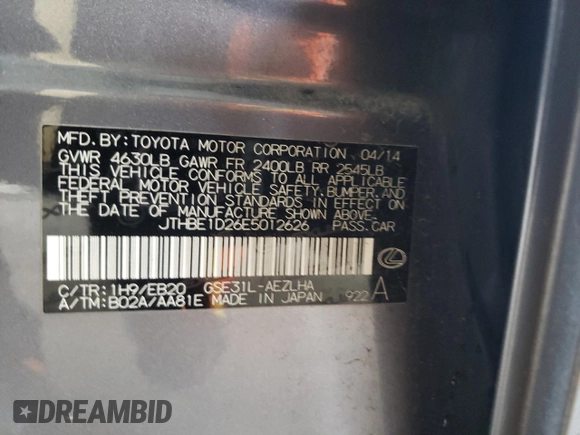 MFD. BY: TOYOTA MOTOR CORPORATION 04/14
GVWR 4630LB GAWR FR 2400LB RR 2545LB
THIS VEHICLE CONFORMS TO ALL APPLICABLE
FEDERAL MOTOR VEHICLE SAFETY, BUMPER, AND
THEFT PREVENTION STANDARDS IN EFFECT ON
THE DATE OF MANUFACTURE SHOWN ABOVE.
JTHBE1D26E5012626 PASS.CAR
C/TR: 1H9/EB20 GSE31L-AEZLHA
A/TM: B02A/AA81E MADE IN JAPAN 922 A
DREAMBID